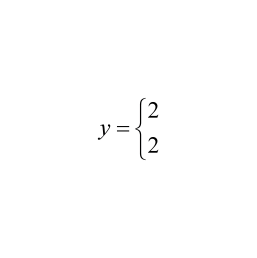 y = { 2
2